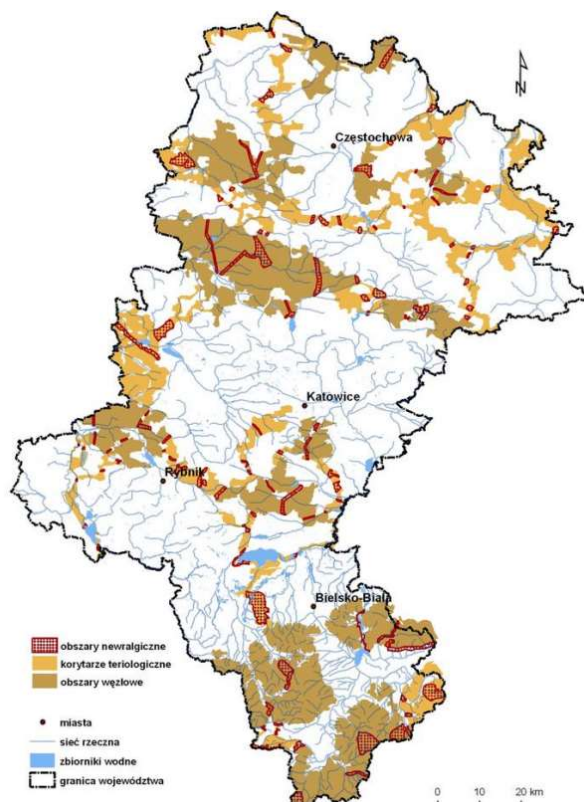 N
Częstochowa
Katowice
Rybnik
Bielsko-Biała
obszary newralgiczne
korytarze teriologiczne
obszary węzłowe
miasta
sieć rzeczna
zbiorniki wodne
granica województwa
0 10 20 km